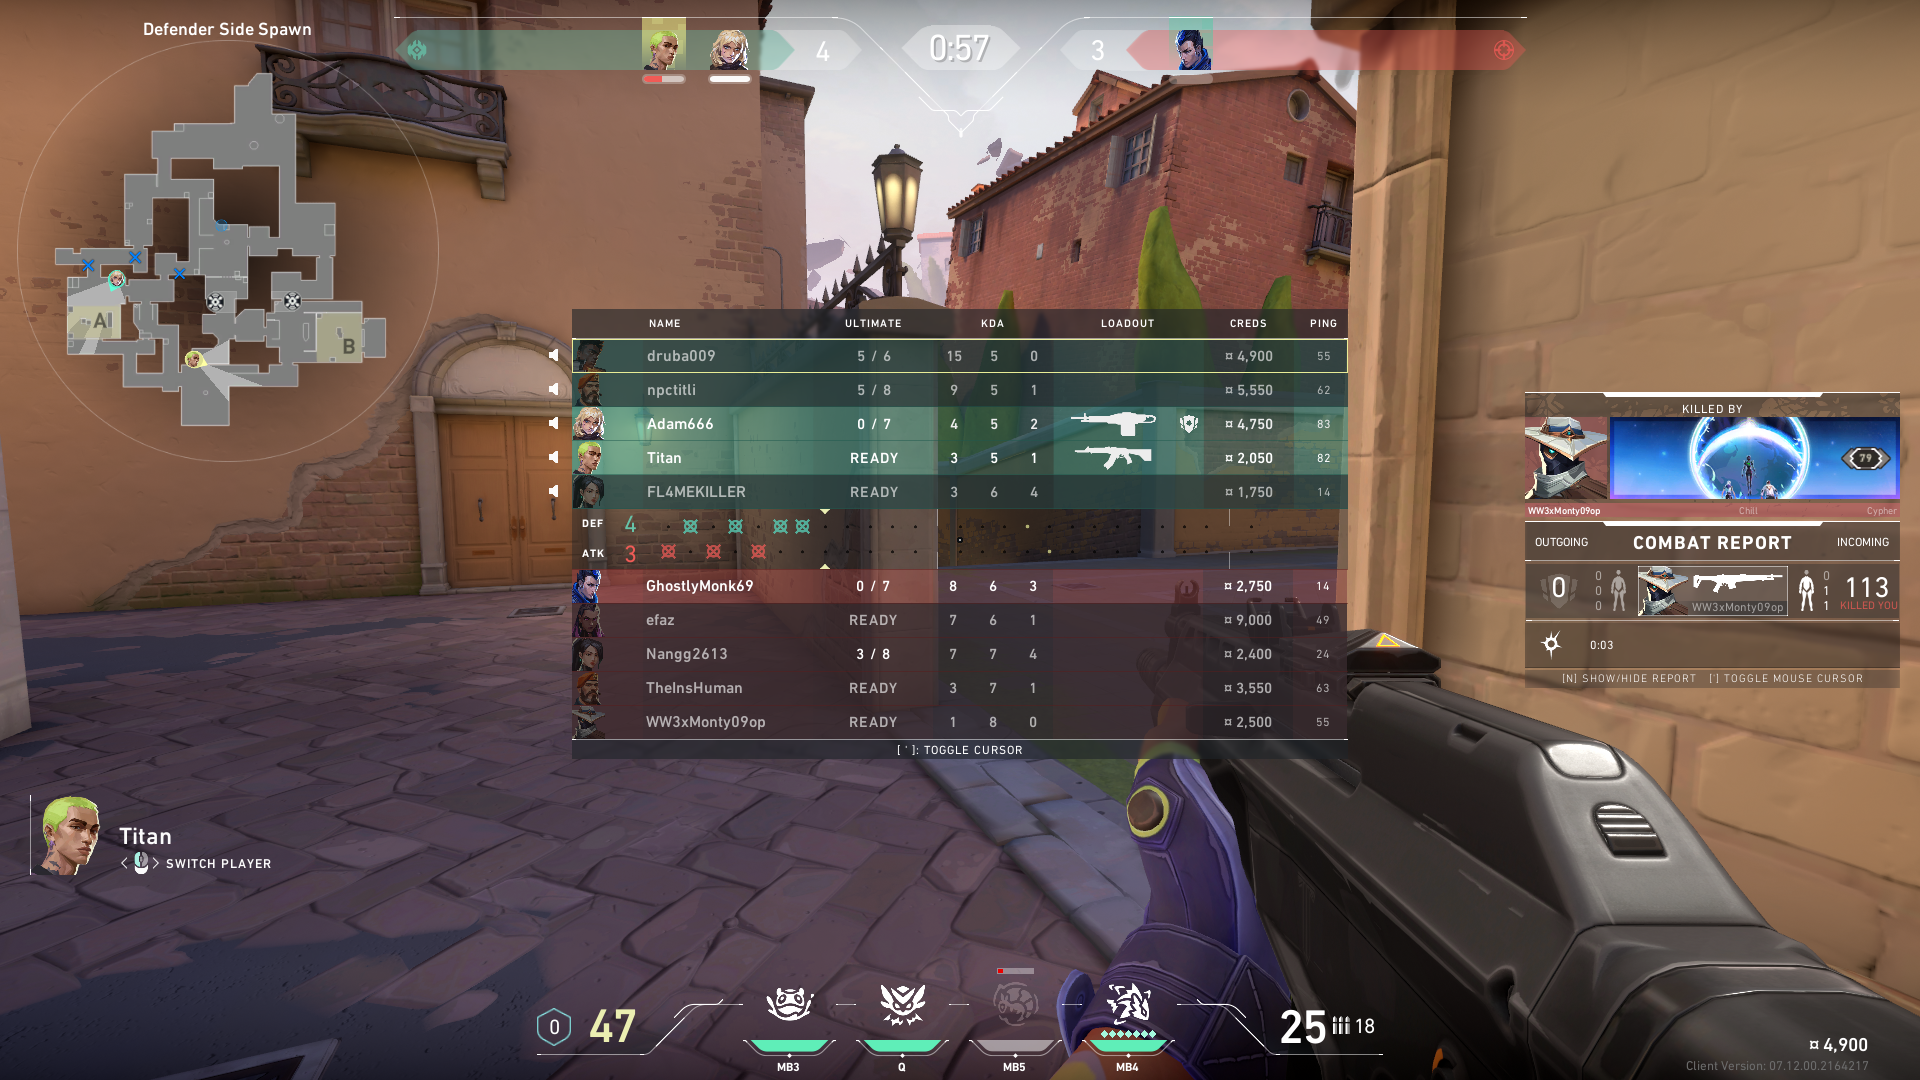 Defender Side Spawn
4
0:57
3
A
B
NAME ULTIMATE KDA LOADOUT CREDS PING
druba009 5 / 6 15 5 0 ¤ 4,900 55
npctitli 5 / 8 9 5 1 ¤ 5,550 62
Adam666 0 / 7 4 5 2 ¤ 4,750 83
Titan READY 3 5 1 ¤ 2,050 82
FL4MEKILLER READY 3 6 4 ¤ 1,750 14
DEF 4
ATK 3
GhostlyMonk69 0 / 7 8 6 3 ¤ 2,750 14
efaz READY 7 6 1 ¤ 9,000 49
Nangg2613 3 / 8 7 7 4 ¤ 2,400 24
TheInsHuman READY 3 7 1 ¤ 3,550 63
WW3xMonty09op READY 1 8 0 ¤ 2,500 55
[ ' ]: TOGGLE CURSOR
KILLED BY
79
WW3xMonty09op Chill Cypher
OUTGOING COMBAT REPORT INCOMING
0 0 0 0 WW3xMonty09op 0 1 1 113
KILLED YOU
0:03
[N] SHOW/HIDE REPORT ['] TOGGLE MOUSE CURSOR
Titan
< > SWITCH PLAYER
0 47
MB3 Q MB5 MB4
25 18
¤ 4,900
Client Version: 07.12.00.2164217